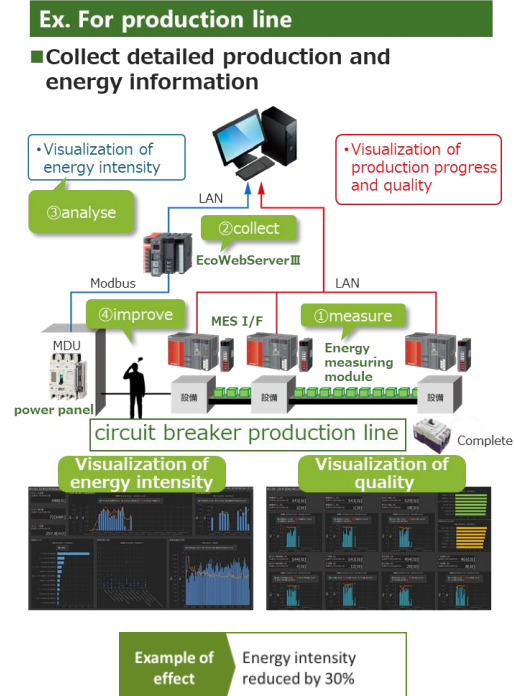 Ex. For production line
■Collect detailed production and
energy information
・Visualization of
energy intensity
・Visualization of
production progress
and quality
③analyse
LAN
②collect
EcoWebServerⅢ
Modbus
LAN
④improve
MES I/F
①measure
MDU
Energy
measuring
module
power panel
設備
設備
設備
circuit breaker production line
Complete
Visualization of
energy intensity
Visualization of
quality
Example of
effect
Energy intensity
reduced by 30%